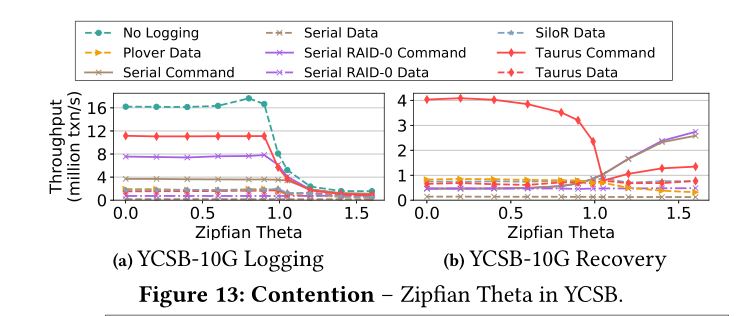 No Logging Serial Data SiloR Data
Plover Data Serial RAID-0 Command Taurus Command
Serial Command Serial RAID-0 Data Taurus Data
Throughput
(million txn/s)
16
12
8
4
0
0.0 0.5 1.0 1.5
Zipfian Theta
(a) YCSB-10G Logging
4
3
2
1
0
0.0 0.5 1.0 1.5
Zipfian Theta
(b) YCSB-10G Recovery
Figure 13: Contention – Zipfian Theta in YCSB.